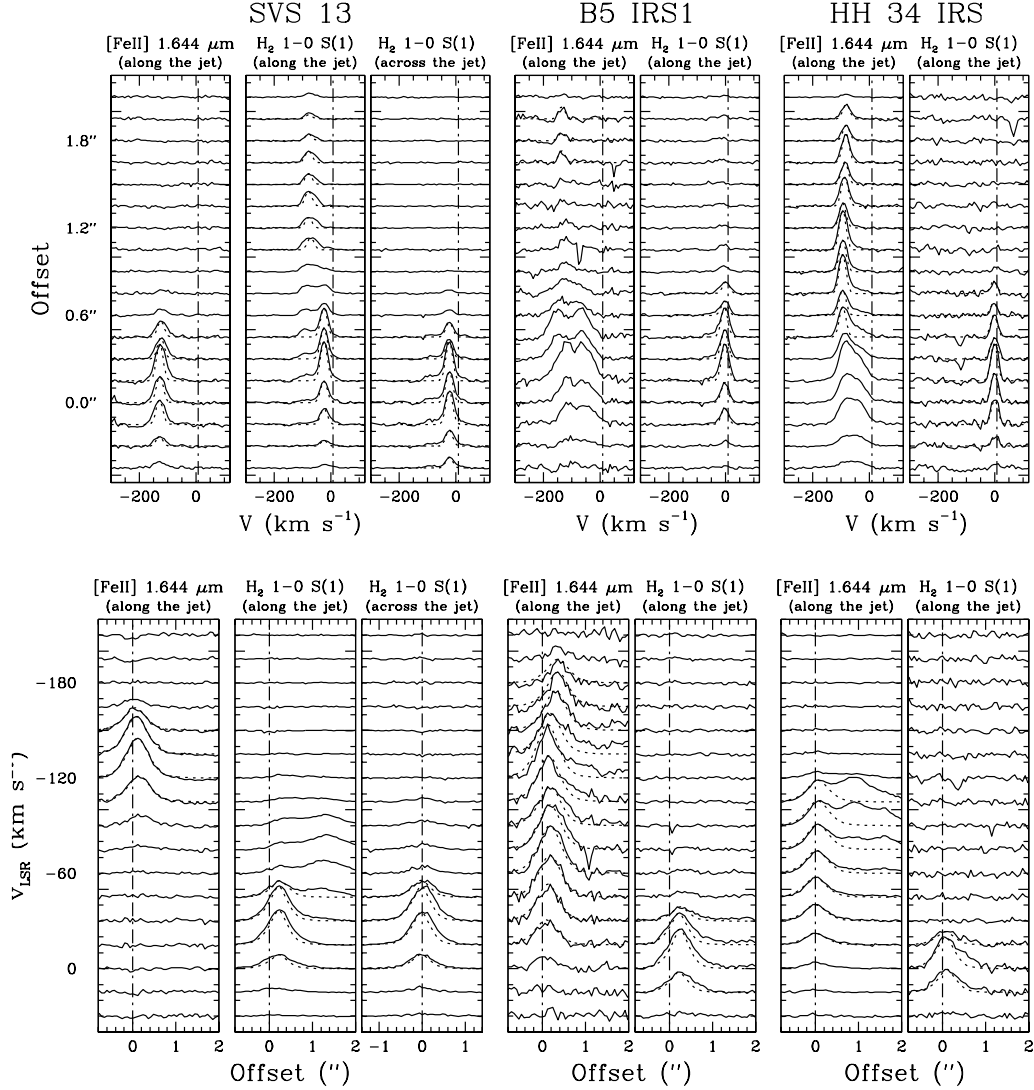 SVS 13 B5 IRS1 HH 34 IRS
[FeII] 1.644 μm H₂ 1-0 S(1) H₂ 1-0 S(1) [FeII] 1.644 μm H₂ 1-0 S(1) [FeII] 1.644 μm H₂ 1-0 S(1)
(along the jet) (along the jet) (across the jet) (along the jet) (along the jet) (along the jet) (along the jet)
1.8″
1.2″
Offset
0.6″
0.0″
−200 0 −200 0 0 −200 0 0 −200 0 0
V (km s⁻¹) V (km s⁻¹) V (km s⁻¹) V (km s⁻¹)
[FeII] 1.644 μm H₂ 1-0 S(1) H₂ 1-0 S(1) [FeII] 1.644 μm H₂ 1-0 S(1) [FeII] 1.644 μm H₂ 1-0 S(1)
(along the jet) (along the jet) (across the jet) (along the jet) (along the jet) (along the jet) (along the jet)
−180
−120
V_LSR (km s⁻¹)
−60
0
0 1 2 0 1 −1 0 1 0 1 0 1 2 0 1 0 1 2
Offset (″) Offset (″) Offset (″) Offset (″)